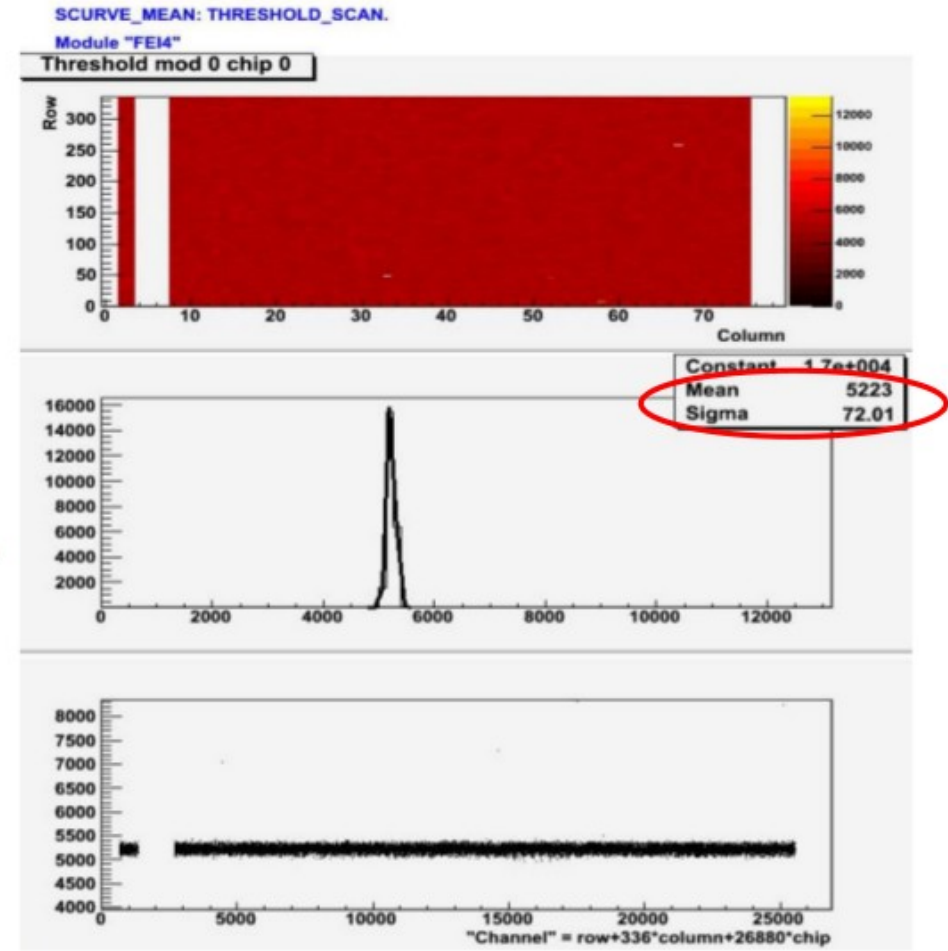 SCURVE_MEAN: THRESHOLD_SCAN.
Module "FEI4"
Threshold mod 0 chip 0
Row
300
250
200
150
100
50
0
0 10 20 30 40 50 60 70
Column
12000
10000
8000
6000
4000
2000
0
Constant 1.7e+004
Mean 5223
Sigma 72.01
16000
14000
12000
10000
8000
6000
4000
2000
0 2000 4000 6000 8000 10000 12000
8000
7500
7000
6500
6000
5500
5000
4500
4000
0 5000 10000 15000 20000 25000
"Channel" = row+336*column+26880*chip